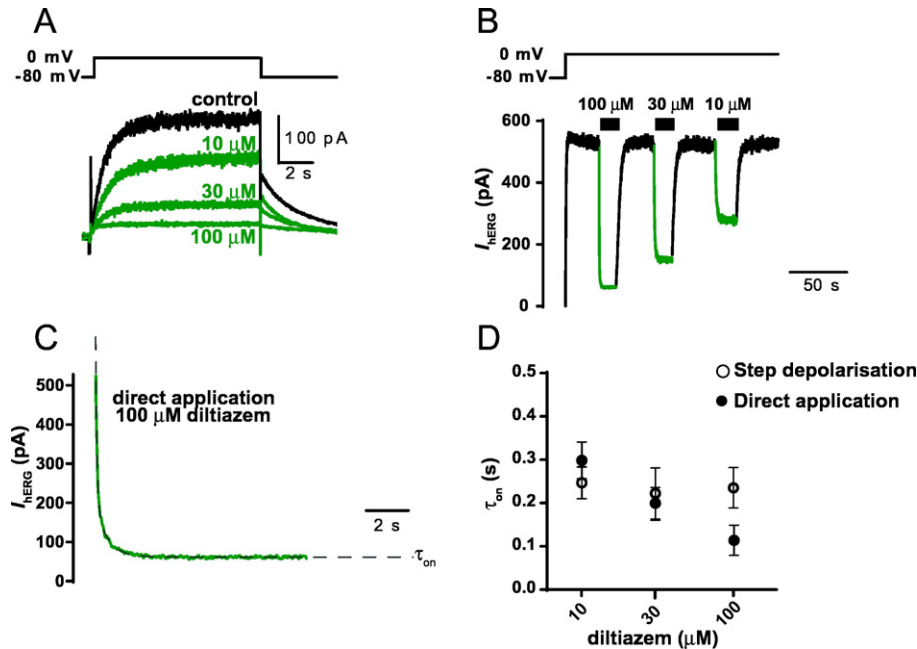 A
0 mV
-80 mV
control
100 pA
2 s
10 μM
30 μM
100 μM
B
0 mV
-80 mV
100 μM 30 μM 10 μM
600
400
200
0
IhERG (pA)
50 s
C
500
400
300
200
100
0
IhERG (pA)
direct application
100 μM diltiazem
2 s
τon
D
Step depolarisation
Direct application
0.5
0.4
0.3
0.2
0.1
0.0
τon (s)
10 30 100
diltiazem (μM)